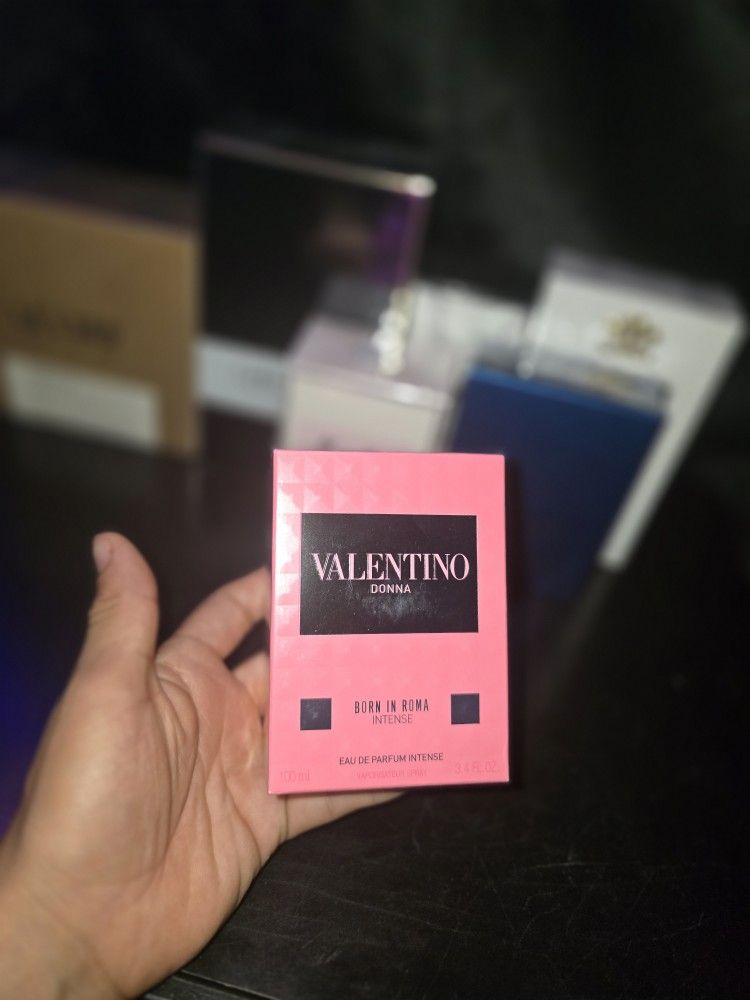 VALENTINO
DONNA
BORN IN ROMA
INTENSE
EAU DE PARFUM INTENSE
100 ml VAPORISATEUR SPRAY 3.4 FL.OZ.